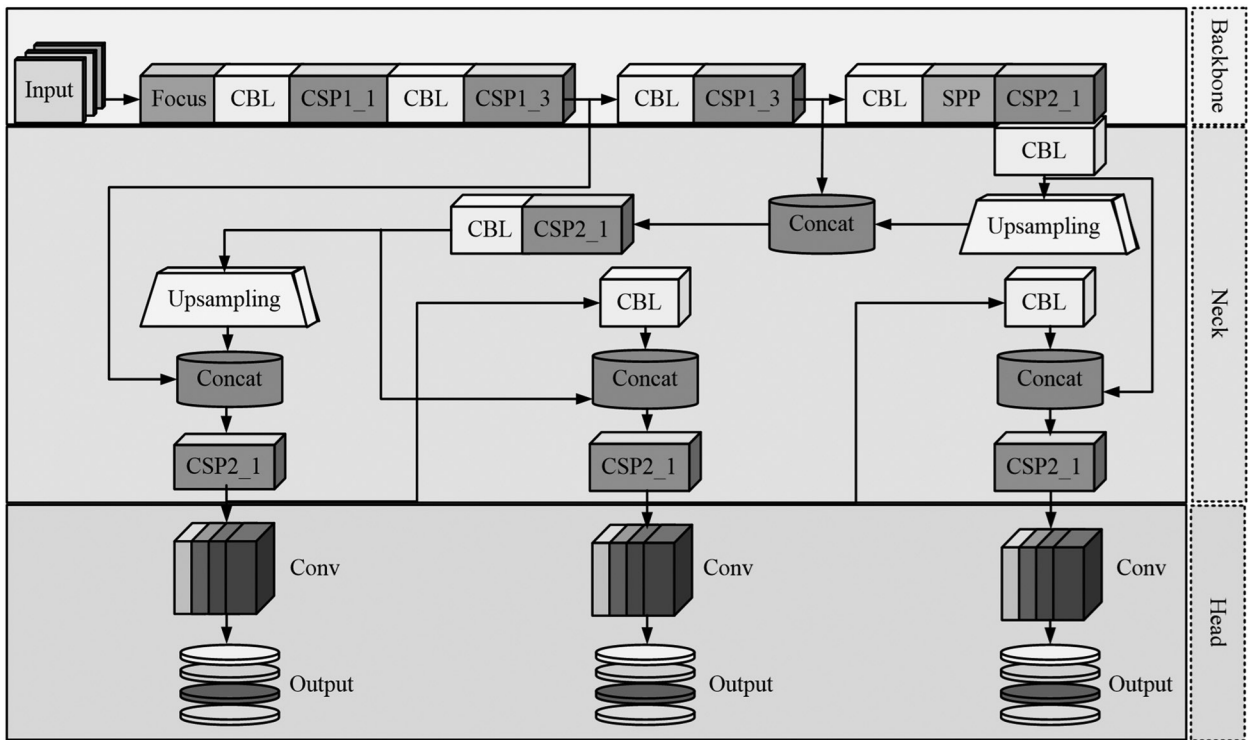 Input
Focus
CBL
CSP1_1
CBL
CSP1_3
CBL
CSP1_3
CBL
SPP
CSP2_1
Backbone
CBL
CBL
CSP2_1
Concat
Upsampling
Upsampling
CBL
CBL
Neck
Concat
Concat
Concat
CSP2_1
CSP2_1
CSP2_1
Conv
Conv
Conv
Head
Output
Output
Output